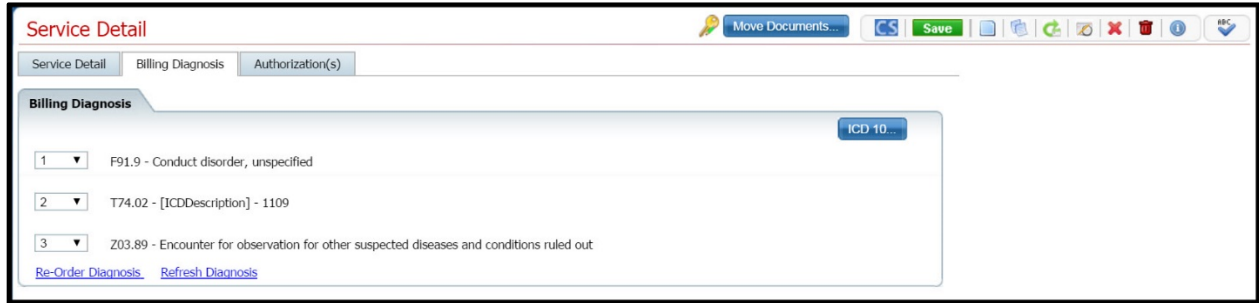 Service Detail
Move Documents...
CS
Save
ABC
Service Detail
Billing Diagnosis
Authorization(s)
Billing Diagnosis
ICD 10...
1 F91.9 - Conduct disorder, unspecified
2 T74.02 - [ICDDescription] - 1109
3 Z03.89 - Encounter for observation for other suspected diseases and conditions ruled out
Re-Order Diagnosis Refresh Diagnosis